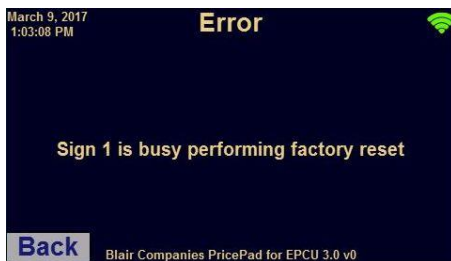 March 9, 2017
1:03:08 PM
Error
Sign 1 is busy performing factory reset
Back
Blair Companies PricePad for EPCU 3.0 v0